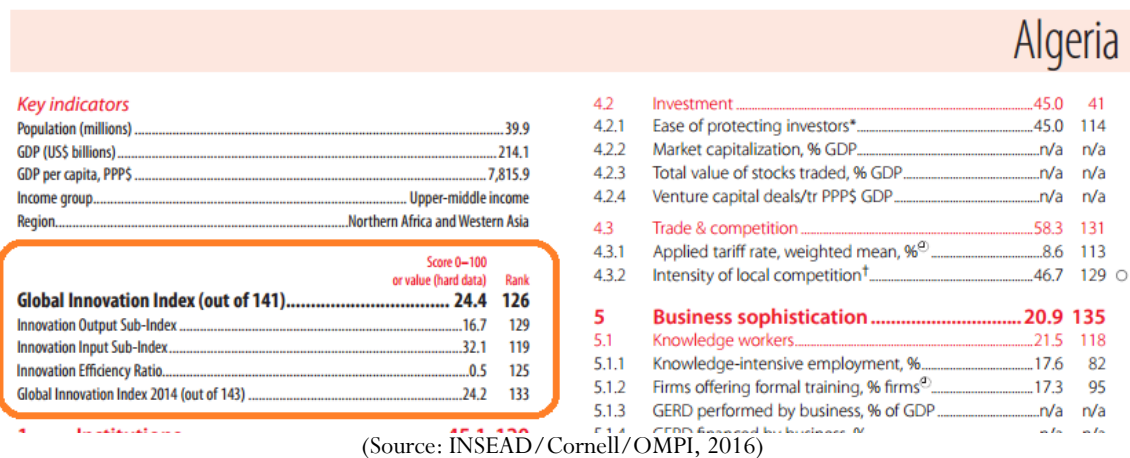 Algeria
Key indicators
Population (millions) 39.9
GDP (US$ billions) 214.1
GDP per capita, PPP$ 7,815.9
Income group Upper-middle income
Region Northern Africa and Western Asia
Score 0–100
or value (hard data) Rank
Global Innovation Index (out of 141) 24.4 126
Innovation Output Sub-Index 16.7 129
Innovation Input Sub-Index 32.1 119
Innovation Efficiency Ratio 0.5 125
Global Innovation Index 2014 (out of 143) 24.2 133
4.2 Investment 45.0 41
4.2.1 Ease of protecting investors* 45.0 114
4.2.2 Market capitalization, % GDP n/a n/a
4.2.3 Total value of stocks traded, % GDP n/a n/a
4.2.4 Venture capital deals/tr PPP$ GDP n/a n/a
4.3 Trade & competition 58.3 131
4.3.1 Applied tariff rate, weighted mean, % 8.6 113
4.3.2 Intensity of local competition† 46.7 129 ○
5 Business sophistication 20.9 135
5.1 Knowledge workers 21.5 118
5.1.1 Knowledge-intensive employment, % 17.6 82
5.1.2 Firms offering formal training, % firms 17.3 95
5.1.3 GERD performed by business, % of GDP n/a n/a
(Source: INSEAD/Cornell/OMPI, 2016)